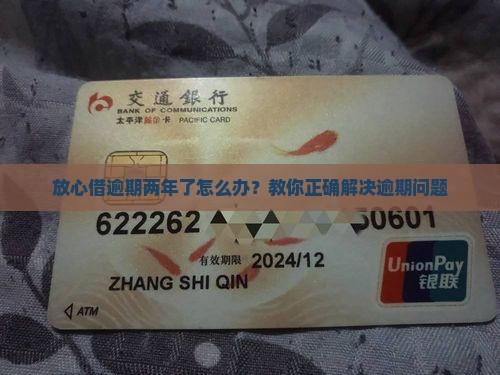 交通銀行
BANK OF COMMUNICATIONS
太平洋 借记卡 PACIFIC CARD
放心借逾期两年了怎么办？教你正确解决逾期问题
622262 50601
有效期限 2024/12
ZHANG SHI QIN
UnionPay
银联
ATM